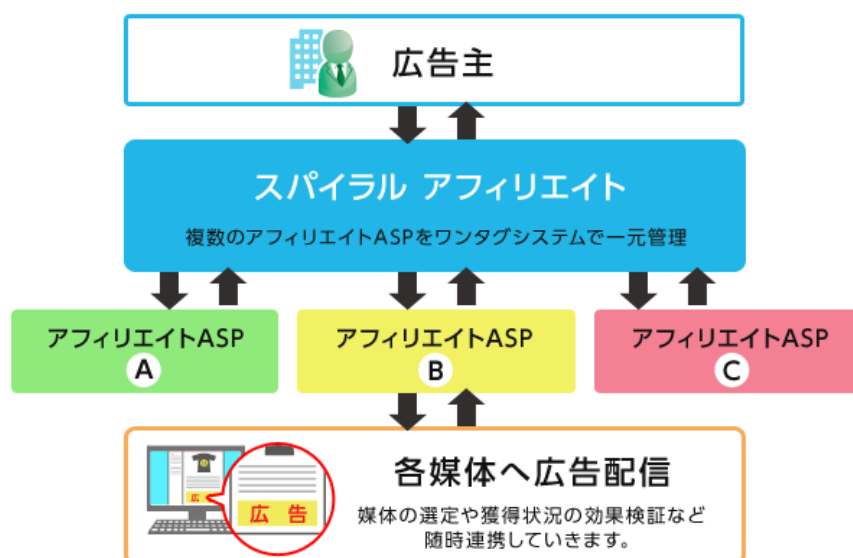 広告主
スパイラル アフィリエイト
複数のアフィリエイトASPをワンタグシステムで一元管理
アフィリエイトASP
A
アフィリエイトASP
B
アフィリエイトASP
C
各媒体へ広告配信
媒体の選定や獲得状況の効果検証など
随時連携していきます。
広
広 告